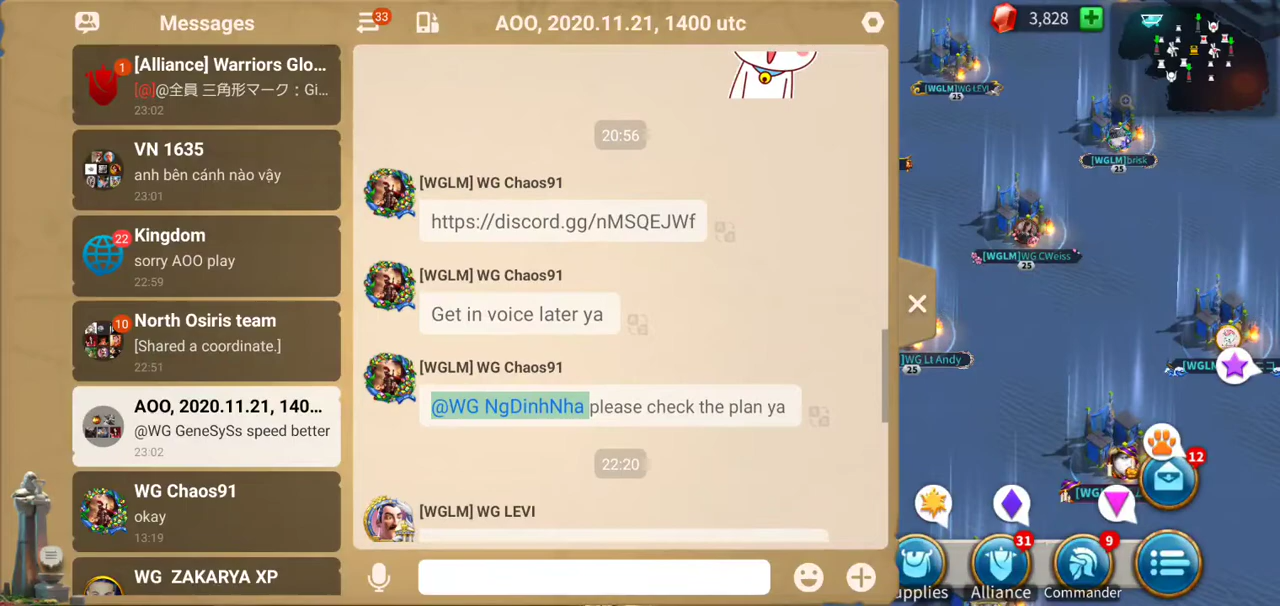 Messages
33
AOO, 2020.11.21, 1400 utc
1
[Alliance] Warriors Glo...
[@]@全員 三角形マーク：Gi...
23:02
VN 1635
anh bên cánh nào vậy
23:01
22
Kingdom
sorry AOO play
22:59
10
North Osiris team
[Shared a coordinate.]
22:51
AOO, 2020.11.21, 140...
@WG GeneSySs speed better
23:02
WG Chaos91
okay
13:19
WG ZAKARYA XP
20:56
[WGLM] WG Chaos91
https://discord.gg/nMSQEJWf
[WGLM] WG Chaos91
Get in voice later ya
[WGLM] WG Chaos91
@WG NgDinhNha please check the plan ya
22:20
[WGLM] WG LEVI
3,828
[WGLM]WG LEVI
25
[WGLM]brisk
25
[WGLM]WG CWeiss
25
WG Lt Andy
25
[WGLM]
25
[WG
12
31
9
upplies
Alliance
Commander